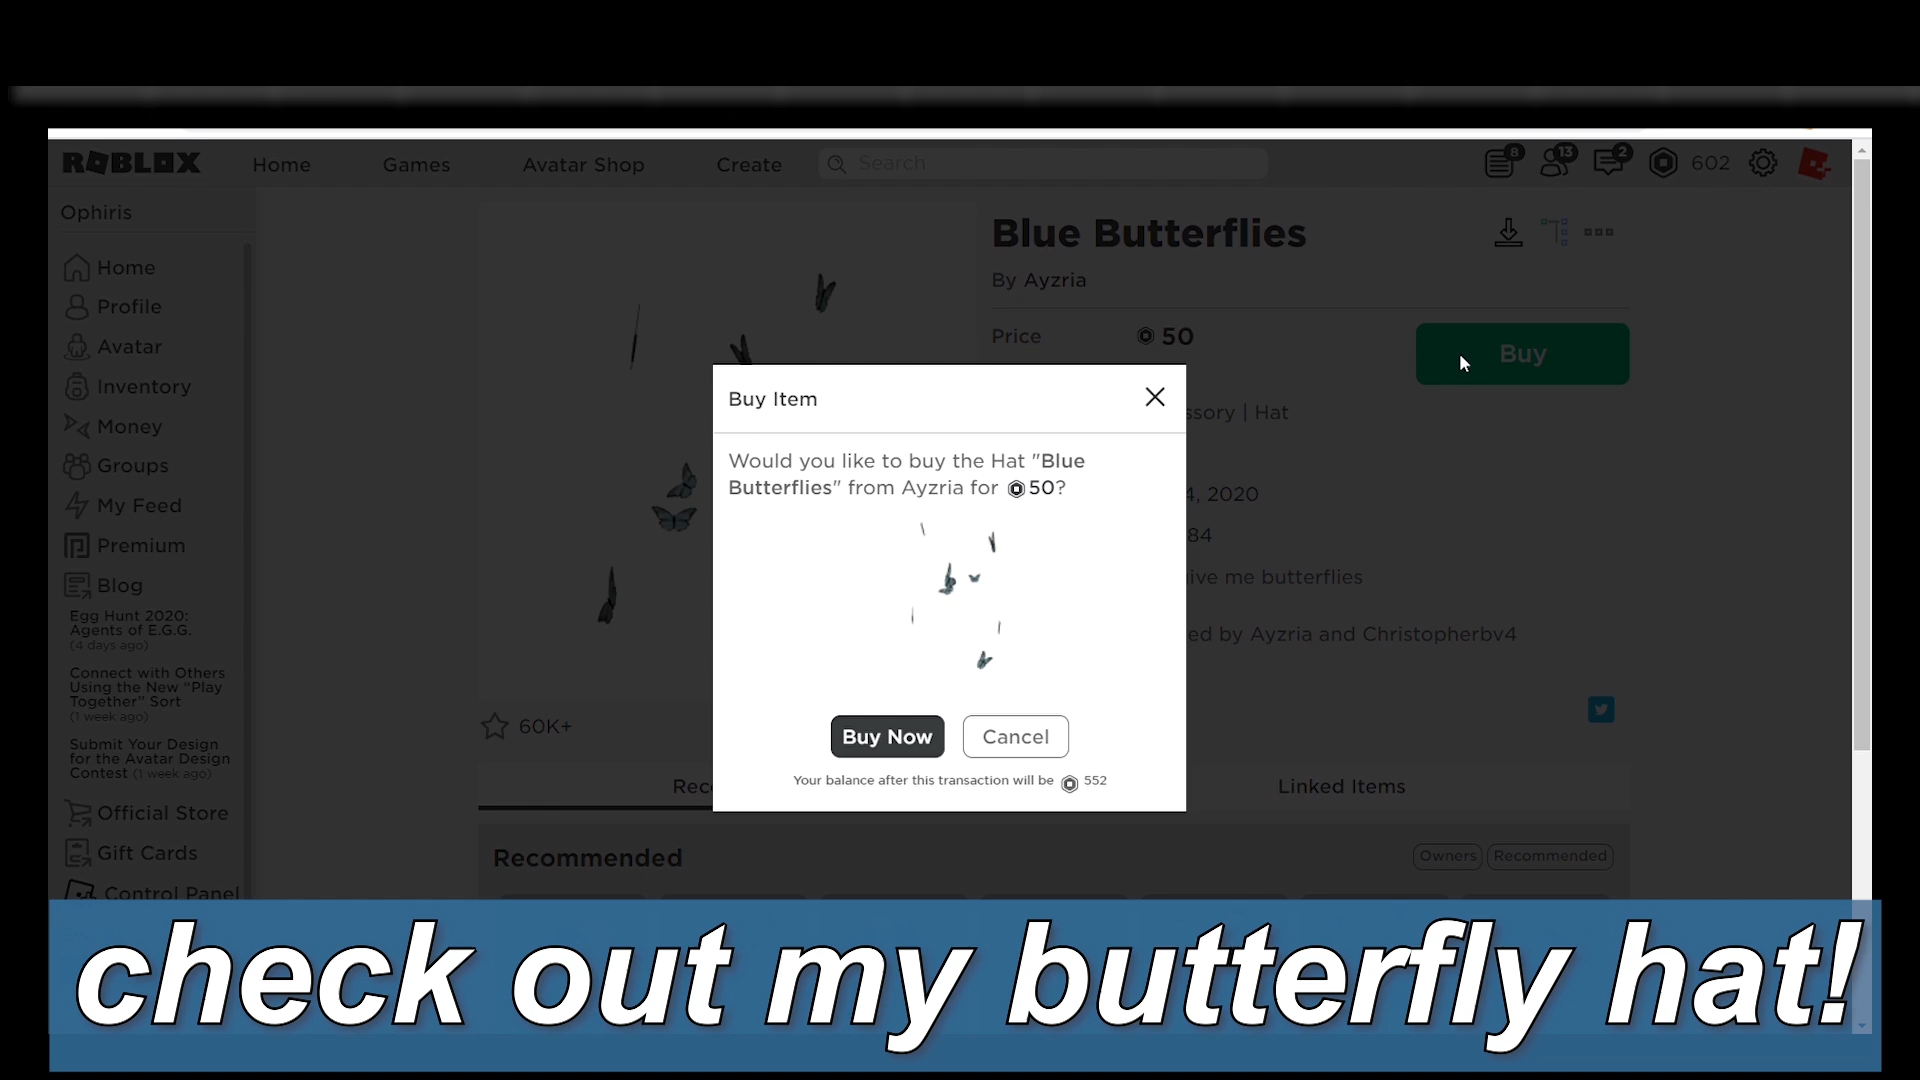 ROBLOX
Home
Games
Avatar Shop
Create
Search
8
13
2
602
Ophiris
Home
Profile
Avatar
Inventory
Money
Groups
My Feed
Premium
Blog
Egg Hunt 2020:
Agents of E.G.G.
(4 days ago)
Connect with Others
Using the New "Play
Together" Sort
(1 week ago)
Submit Your Design
for the Avatar Design
Contest (1 week ago)
Official Store
Gift Cards
Control Panel
Blue Butterflies
By Ayzria
Price 50
Buy
ssory | Hat
4, 2020
84
ive me butterflies
ed by Ayzria and Christopherbv4
60K+
Buy Item
Would you like to buy the Hat "Blue
Butterflies" from Ayzria for 50?
Buy Now
Cancel
Your balance after this transaction will be 552
Rec
Linked Items
Recommended
Owners
Recommended
check out my butterfly hat!